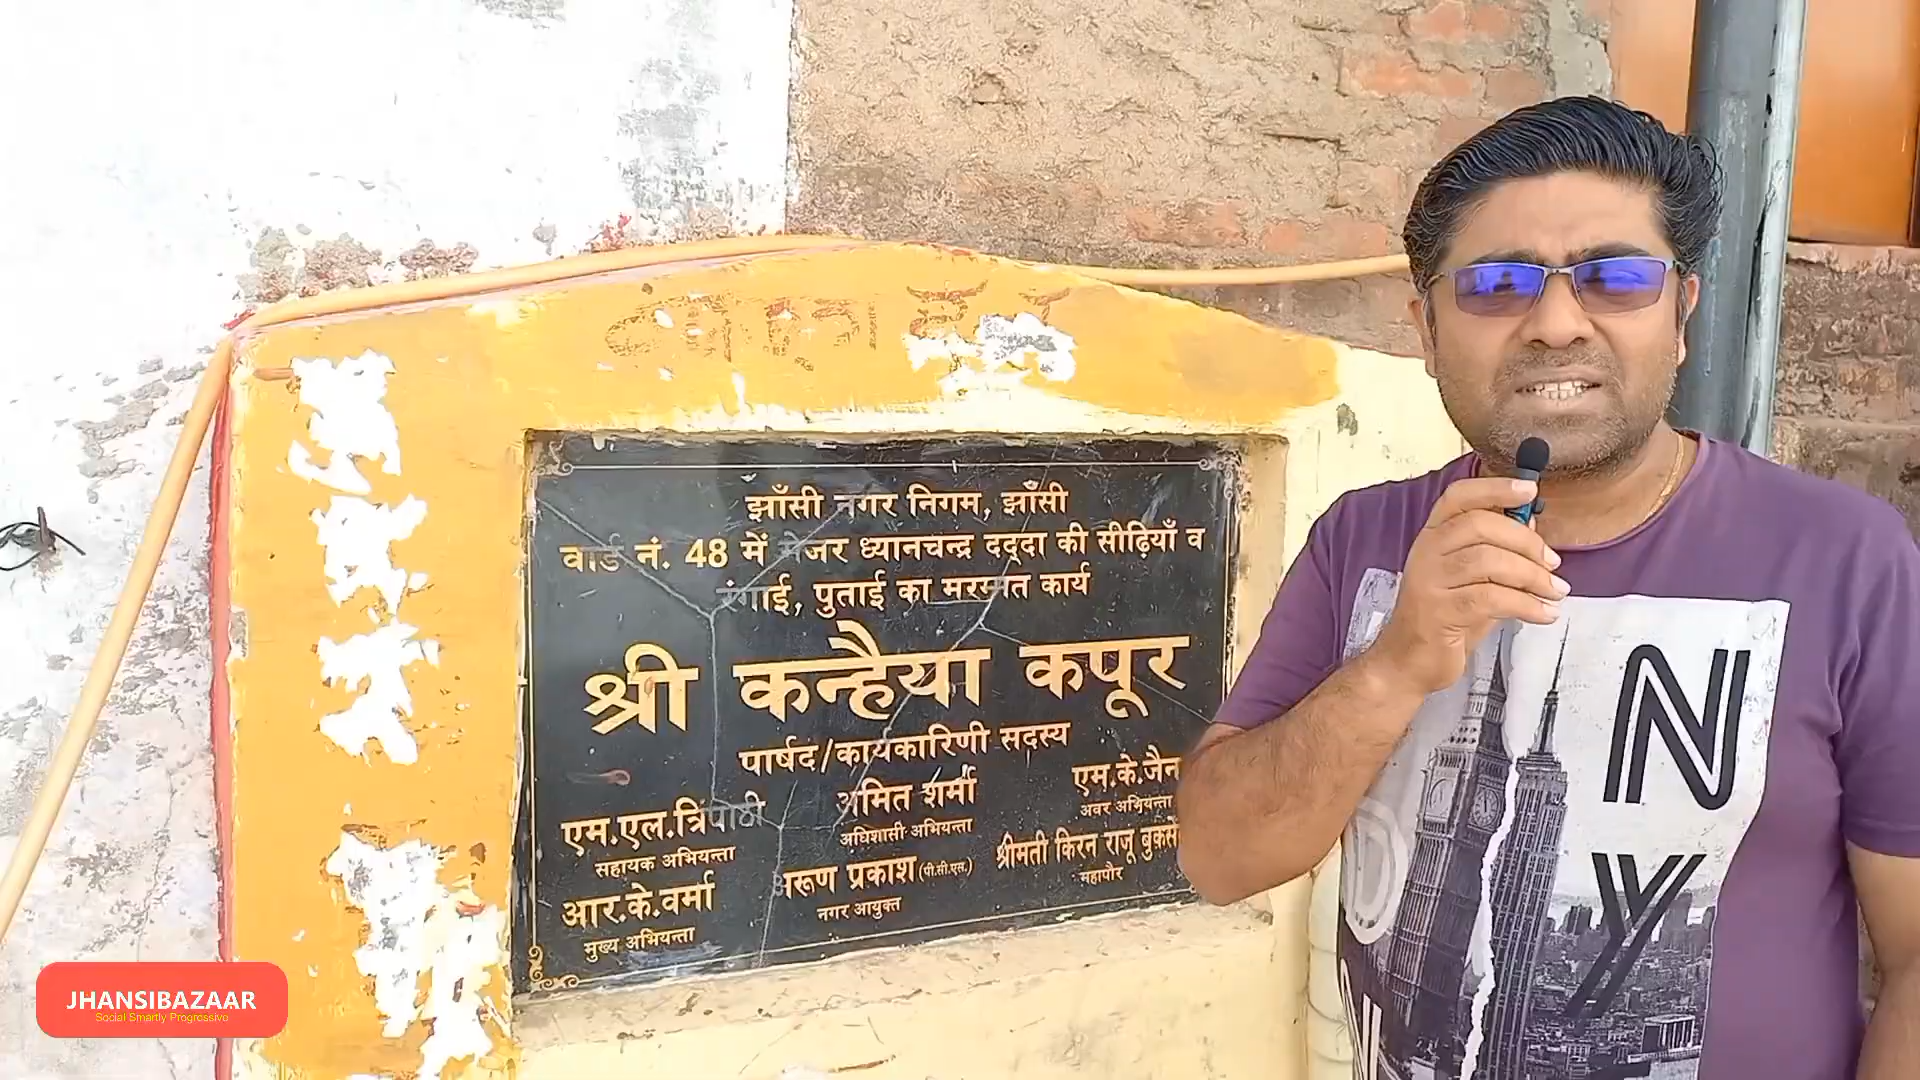 झाँसी नगर निगम, झाँसी
वार्ड नं. 48 में मेजर ध्यानचन्द्र दद्दा की सीढ़ियाँ व
रंगाई, पुताई का मरम्मत कार्य
श्री कन्हैया कपूर
पार्षद/कार्यकारिणी सदस्य
एम.एल.त्रिपाठी
सहायक अभियन्ता
अमित शर्मा
अधिशासी अभियन्ता
एम.के.जैन
अवर अभियन्ता
आर.के.वर्मा
मुख्य अभियन्ता
अरूण प्रकाश (पी.सी.एस.)
नगर आयुक्त
श्रीमती किरन राजू
महापौर
NY
JHANSIBAZAAR
Social Smartly Progressive